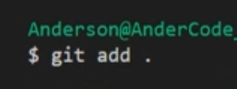 Anderson@AnderCode_
$ git add .